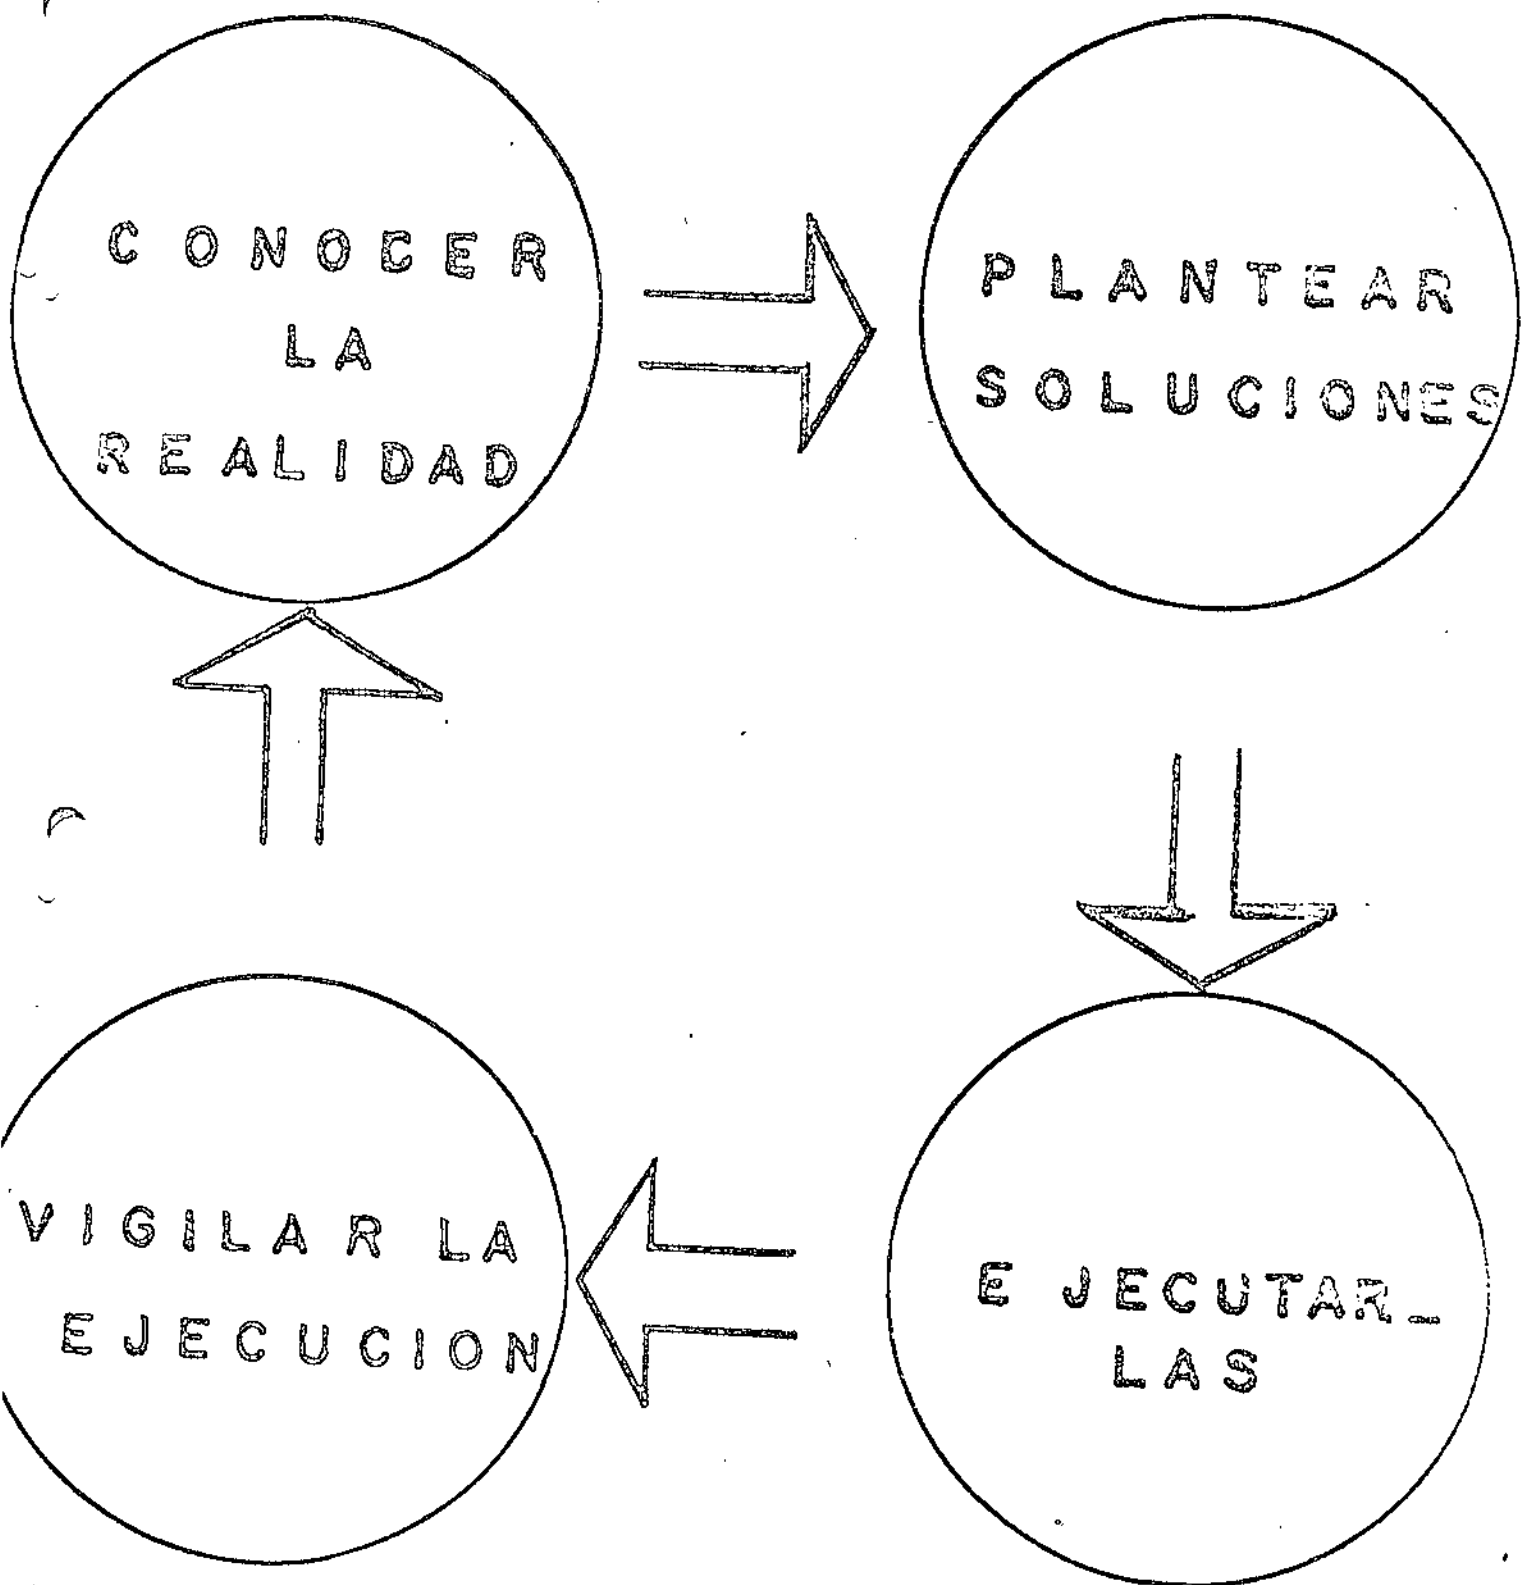 CONOCER
LA
REALIDAD
PLANTEAR
SOLUCIONES
EJECUTAR_
LAS
VIGILAR LA
EJECUCION